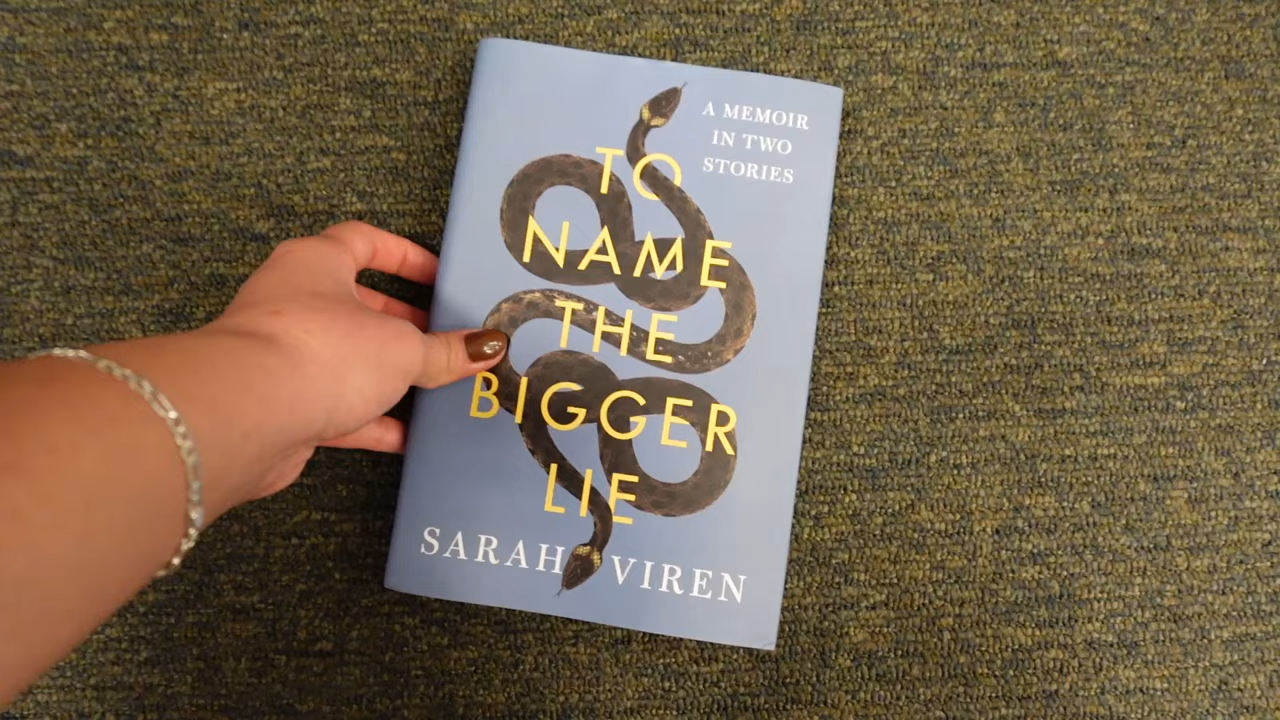 A MEMOIR
IN TWO
STORIES
TO
NAME
THE
BIGGER
LIE
SARAH VIREN